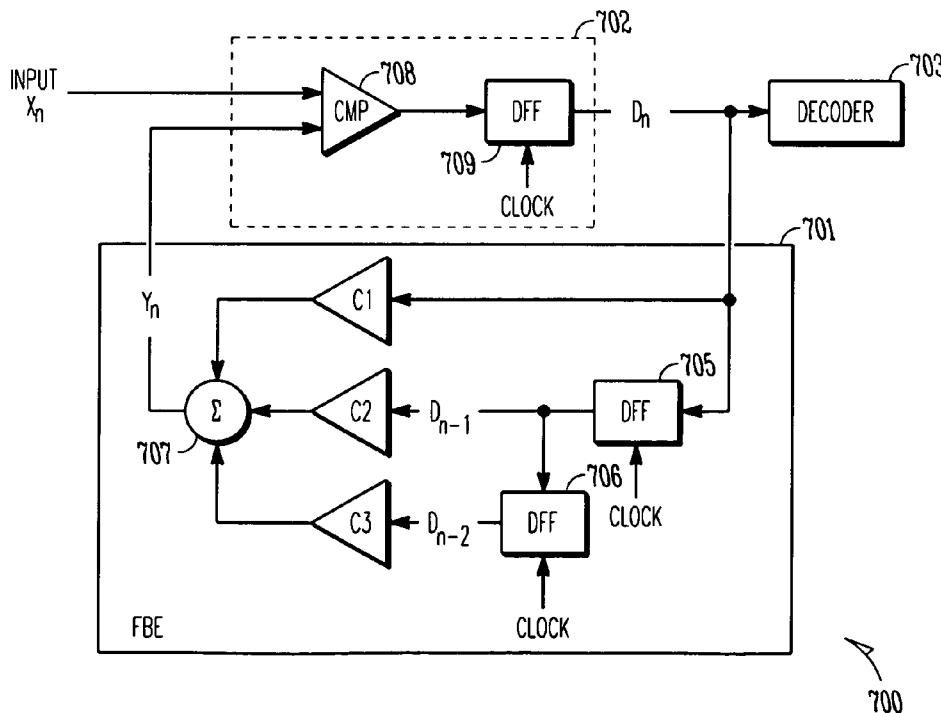 702
708
703
INPUT
Xn
CMP
DFF
Dn
DECODER
709
CLOCK
701
C1
Yn
705
Σ
C2
Dn-1
DFF
707
706
C3
Dn-2
DFF
CLOCK
FBE
CLOCK
700